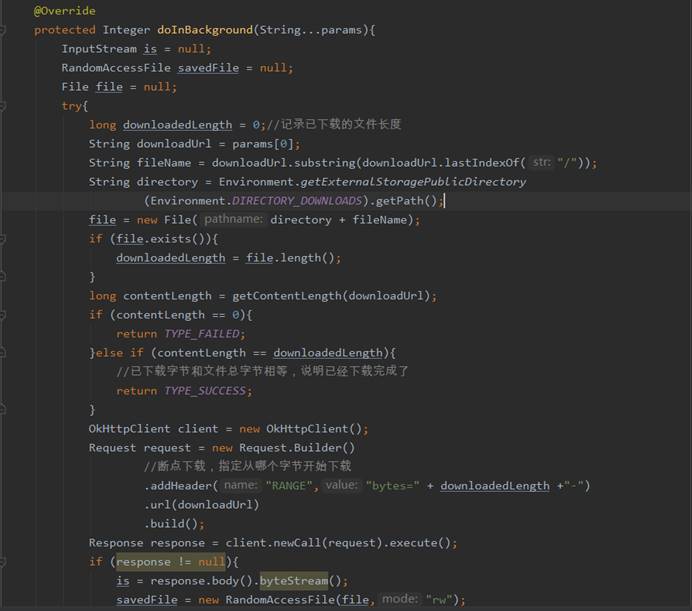 @Override
protected Integer doInBackground(String...params){
InputStream is = null;
RandomAccessFile savedFile = null;
File file = null;
try{
long downloadedLength = 0;//记录已下载的文件长度
String downloadUrl = params[0];
String fileName = downloadUrl.substring(downloadUrl.lastIndexOf( str: "/"));
String directory = Environment.getExternalStoragePublicDirectory
(Environment.DIRECTORY_DOWNLOADS).getPath();
file = new File( pathname: directory + fileName);
if (file.exists()){
downloadedLength = file.length();
}
long contentLength = getContentLength(downloadUrl);
if (contentLength == 0){
return TYPE_FAILED;
}else if (contentLength == downloadedLength){
//已下载字节和文件总字节相等，说明已经下载完成了
return TYPE_SUCCESS;
}
OkHttpClient client = new OkHttpClient();
Request request = new Request.Builder()
//断点下载，指定从哪个字节开始下载
.addHeader( name: "RANGE", value: "bytes=" + downloadedLength +"-")
.url(downloadUrl)
.build();
Response response = client.newCall(request).execute();
if (response != null){
is = response.body().byteStream();
savedFile = new RandomAccessFile(file, mode: "rw");